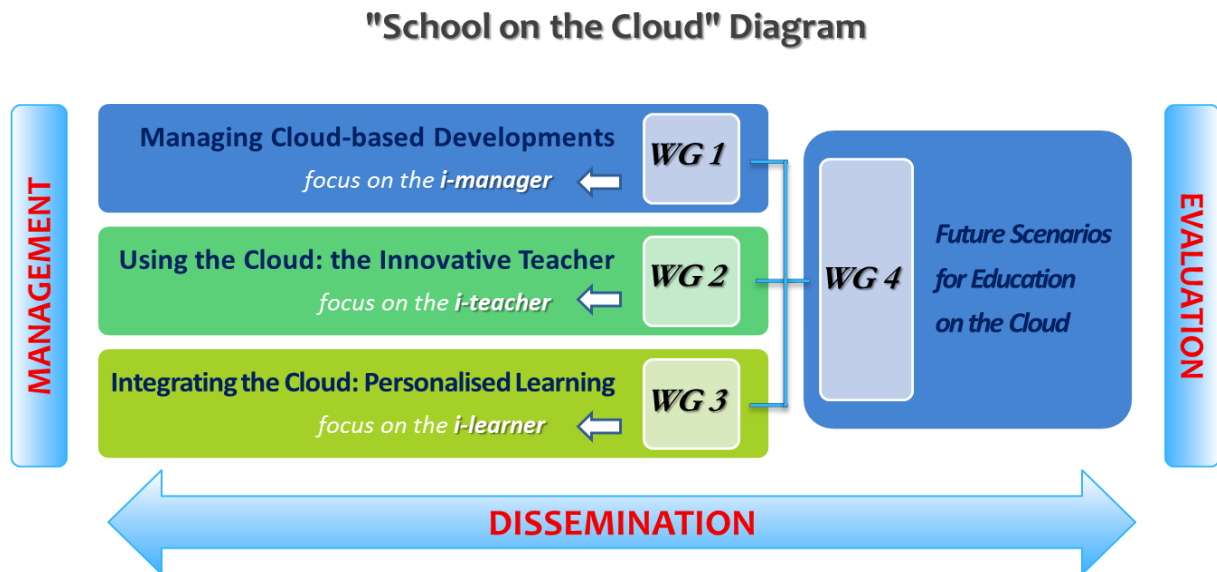 "School on the Cloud" Diagram
MANAGEMENT
Managing Cloud-based Developments
focus on the i-manager
WG 1
Using the Cloud: the Innovative Teacher
focus on the i-teacher
WG 2
Integrating the Cloud: Personalised Learning
focus on the i-learner
WG 3
WG 4
Future Scenarios
for Education
on the Cloud
EVALUATION
DISSEMINATION